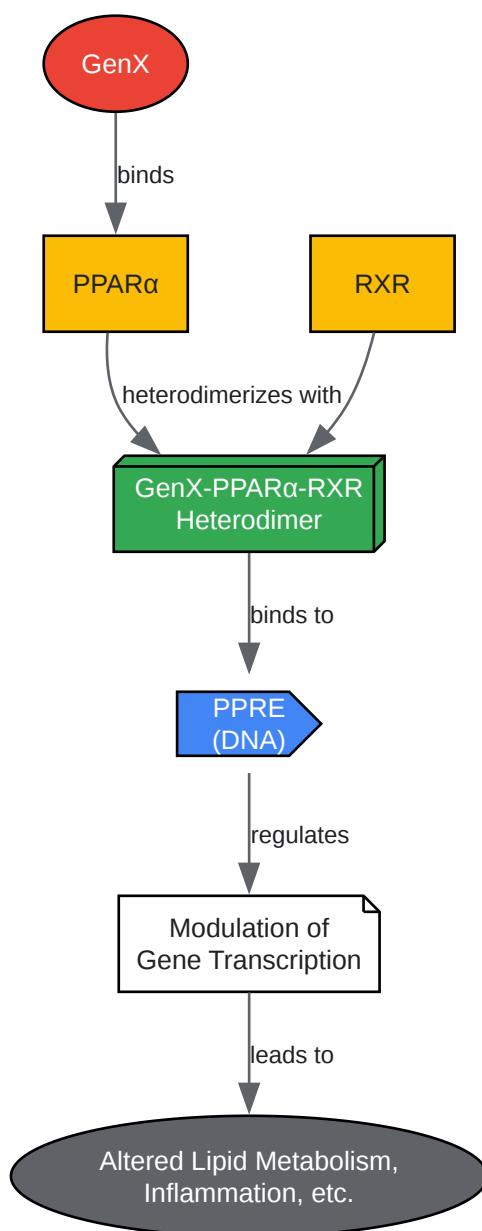 GenX
binds
PPARα
RXR
heterodimerizes with
GenX-PPARα-RXR
Heterodimer
binds to
PPRE
(DNA)
regulates
Modulation of
Gene Transcription
leads to
Altered Lipid Metabolism,
Inflammation, etc.